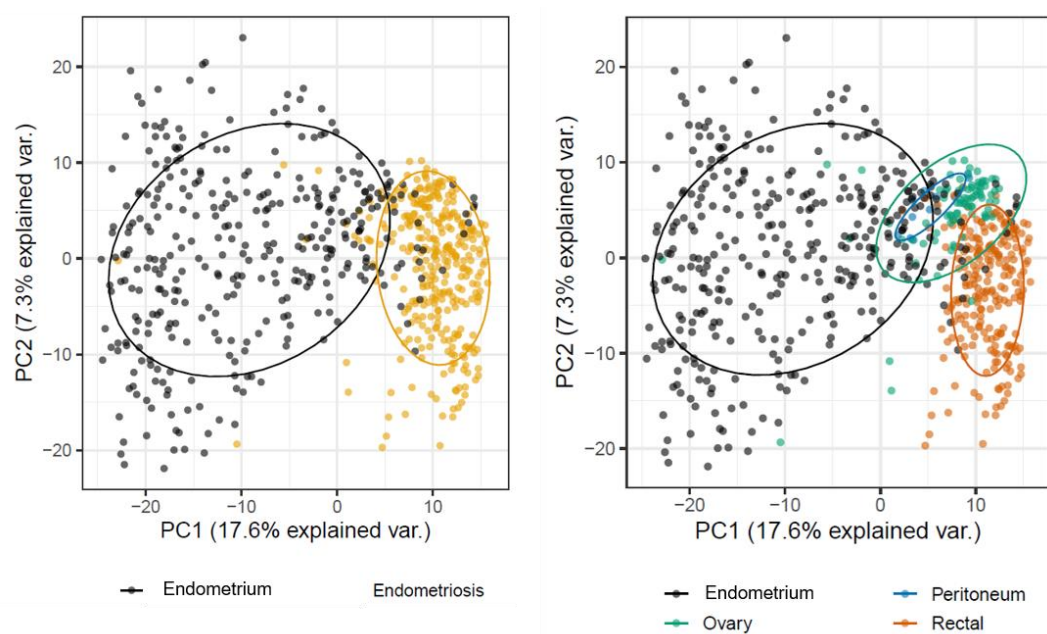 20
10
0
−10
−20
−20
−10
0
10
PC2 (7.3% explained var.)
PC1 (17.6% explained var.)
Endometrium
Endometriosis
20
10
0
−10
−20
−20
−10
0
10
PC2 (7.3% explained var.)
PC1 (17.6% explained var.)
Endometrium
Peritoneum
Ovary
Rectal